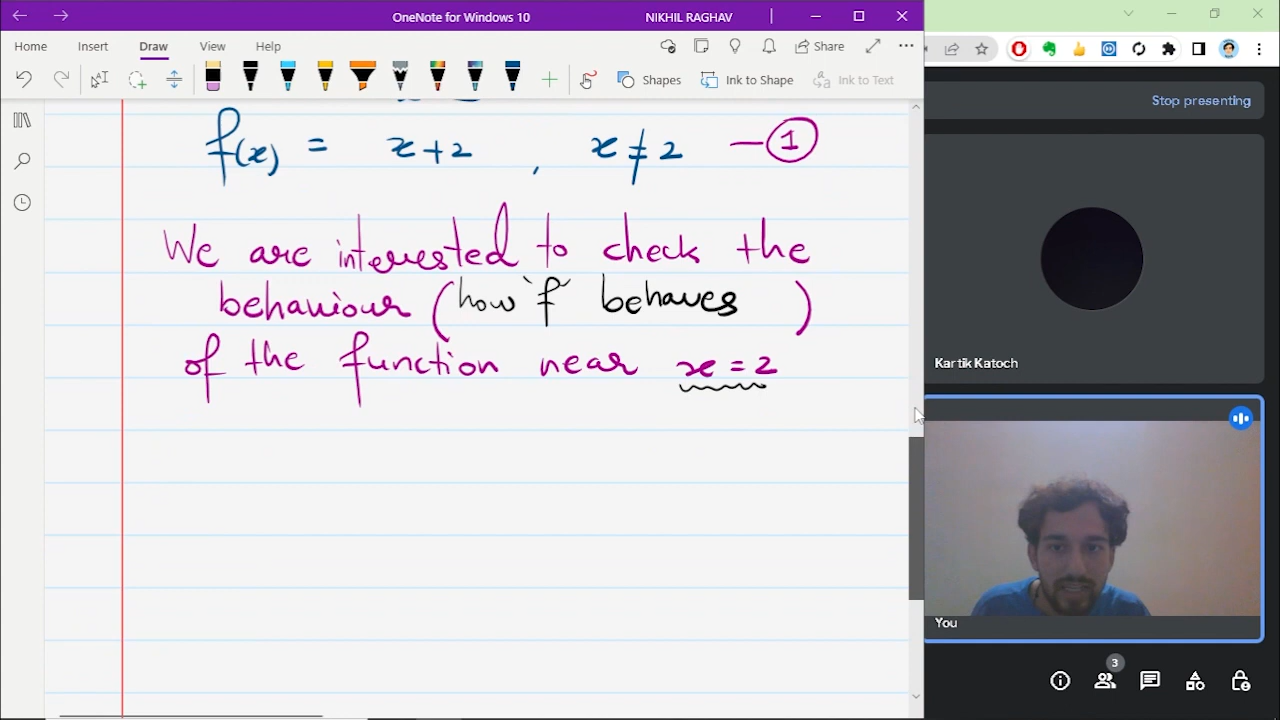 OneNote for Windows 10
NIKHIL RAGHAV
Home Insert Draw View Help
Share
Shapes
Ink to Shape
Ink to Text
Stop presenting
f(x) = x+2 , x≠2 —①
We are interested to check the
behaviour (how `f` behaves )
of the function near x = 2
Kartik Katoch
You
3